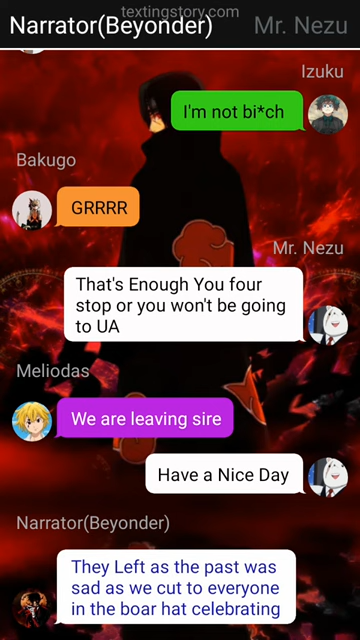 textingstory.com
Narrator(Beyonder) Mr. Nezu
Izuku
I'm not bi*ch
Bakugo
GRRRR
Mr. Nezu
That's Enough You four
stop or you won't be going
to UA
Meliodas
We are leaving sire
Have a Nice Day
Narrator(Beyonder)
They Left as the past was
sad as we cut to everyone
in the boar hat celebrating